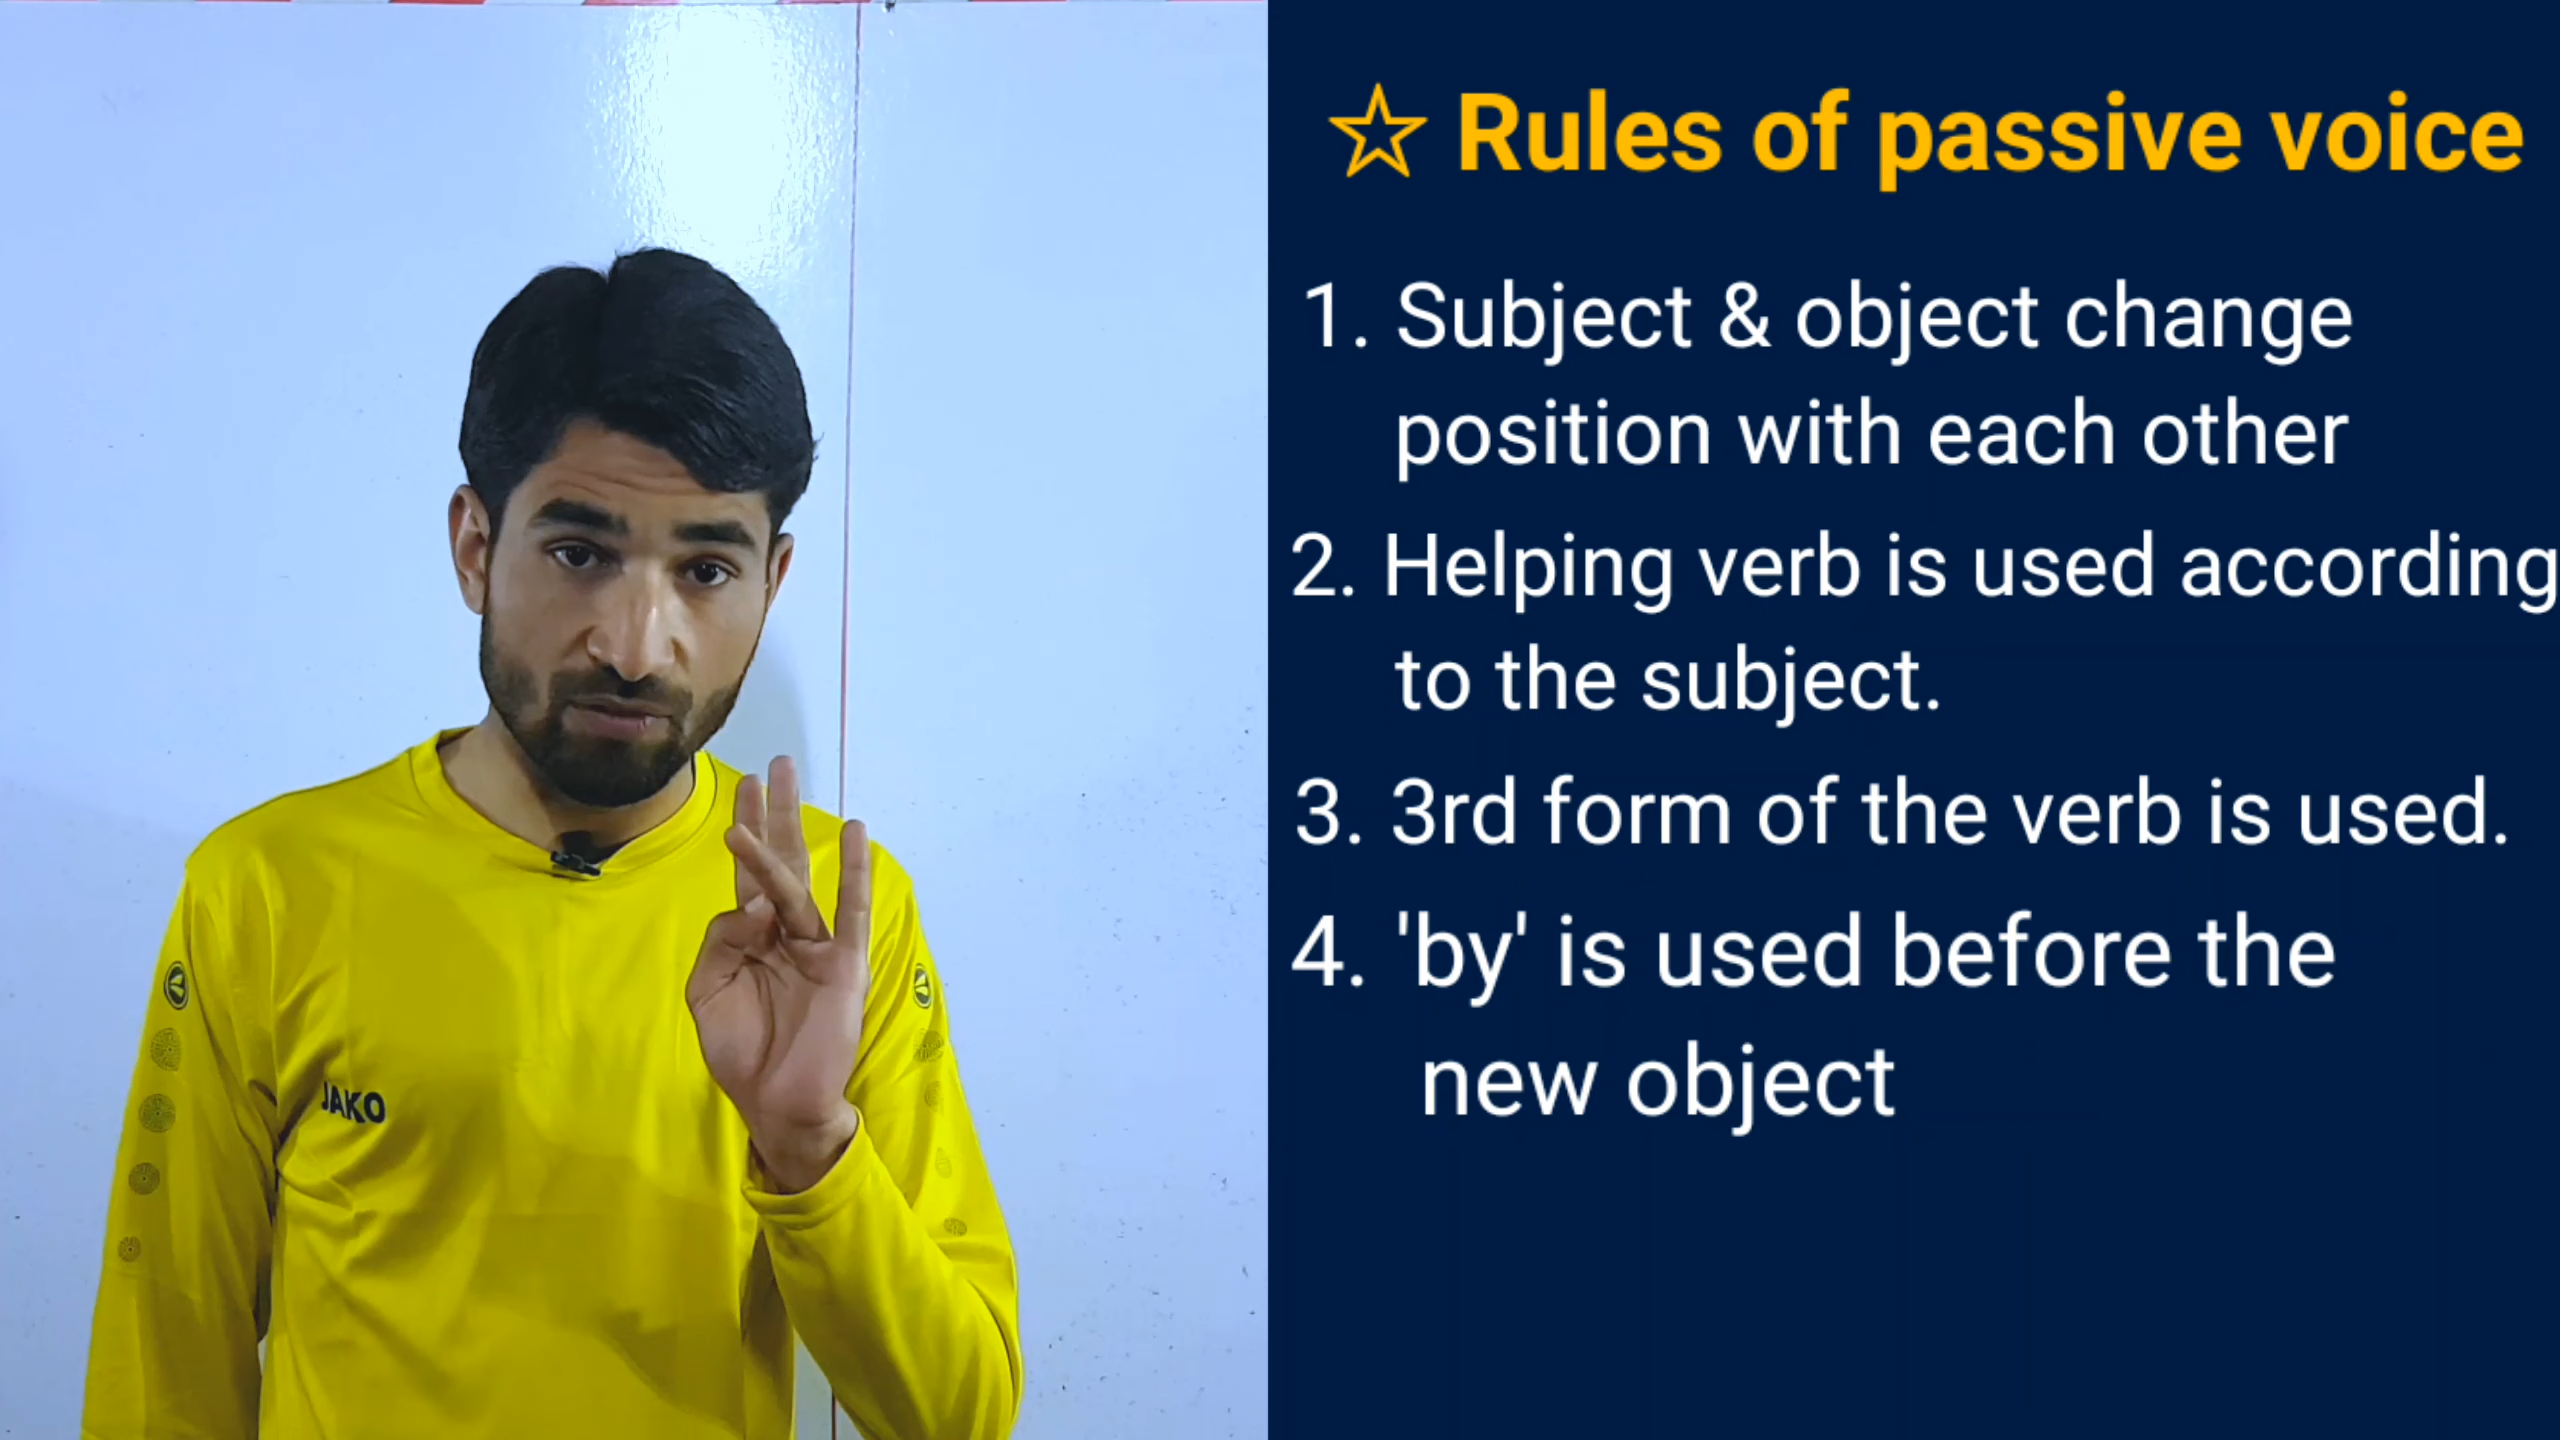 ☆ Rules of passive voice
1. Subject & object change
position with each other
2. Helping verb is used according
to the subject.
3. 3rd form of the verb is used.
4. 'by' is used before the
new object
JAKO